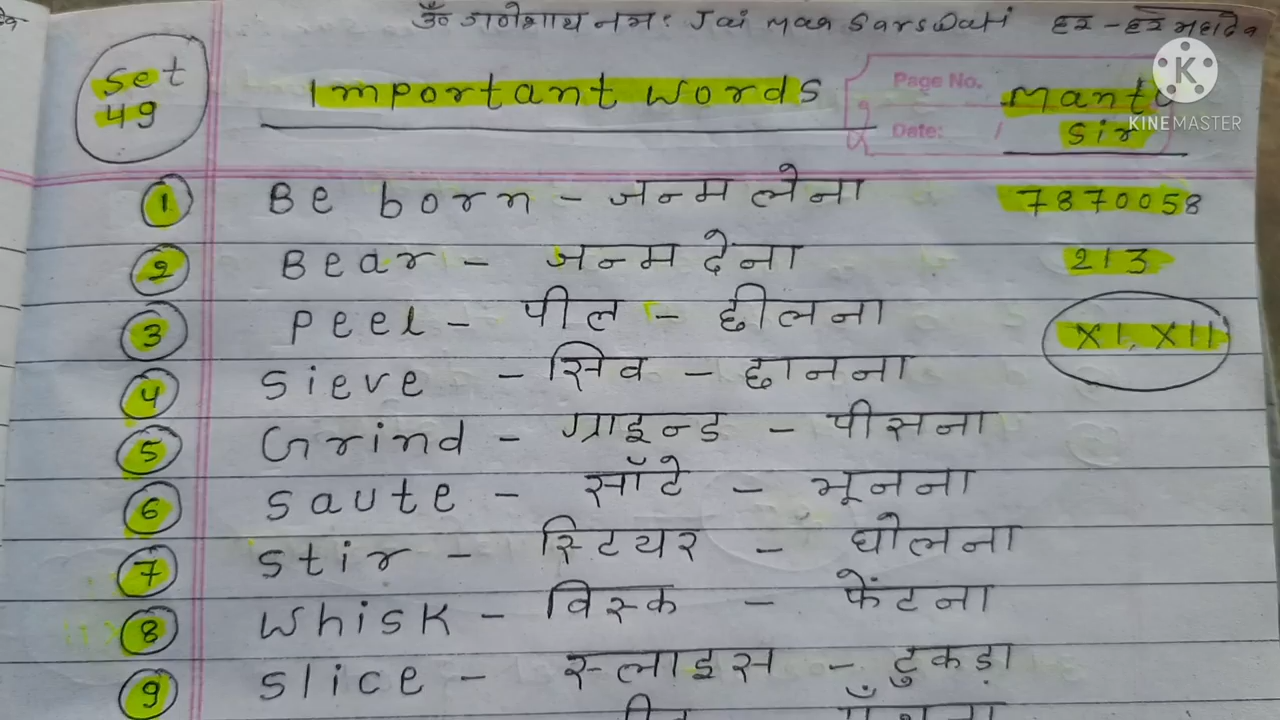 ॐ गणेशाय नमः Jai Maa Sarswati हर-हर महादेव
Set 49
Important words
Page No.
Mantu
Date: /
Sir
KINEMASTER
1 Be born - जन्म लेना
7870058
2 Bear - जन्म देना
213
3 Peel - पील - छीलना
XI, XII
4 Sieve - सिव - छानना
5 Grind - ग्राइन्ड - पीसना
6 Saute - सॉटे - भूनना
7 Stir - स्टियर - घोलना
8 Whisk - विस्क - फेंटना
9 Slice - स्लाइस - टुकड़ा